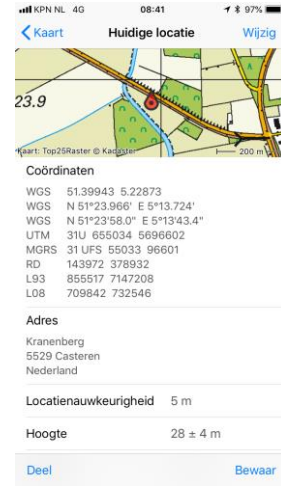 KPN NL 4G 08:41 97%
Kaart Huidige locatie Wijzig
23.9
Kaart: Top25Raster © Kadaster
200 m
Coördinaten
WGS 51.39943 5.22873
WGS N 51°23.966' E 5°13.724'
WGS N 51°23'58.0" E 5°13'43.4"
UTM 31U 655034 5696602
MGRS 31 UFS 55033 96601
RD 143972 378932
L93 855517 7147208
L08 709842 732546
Adres
Kranenberg
5529 Casteren
Nederland
Locatienauwkeurigheid 5 m
Hoogte 28 ± 4 m
Deel Bewaar